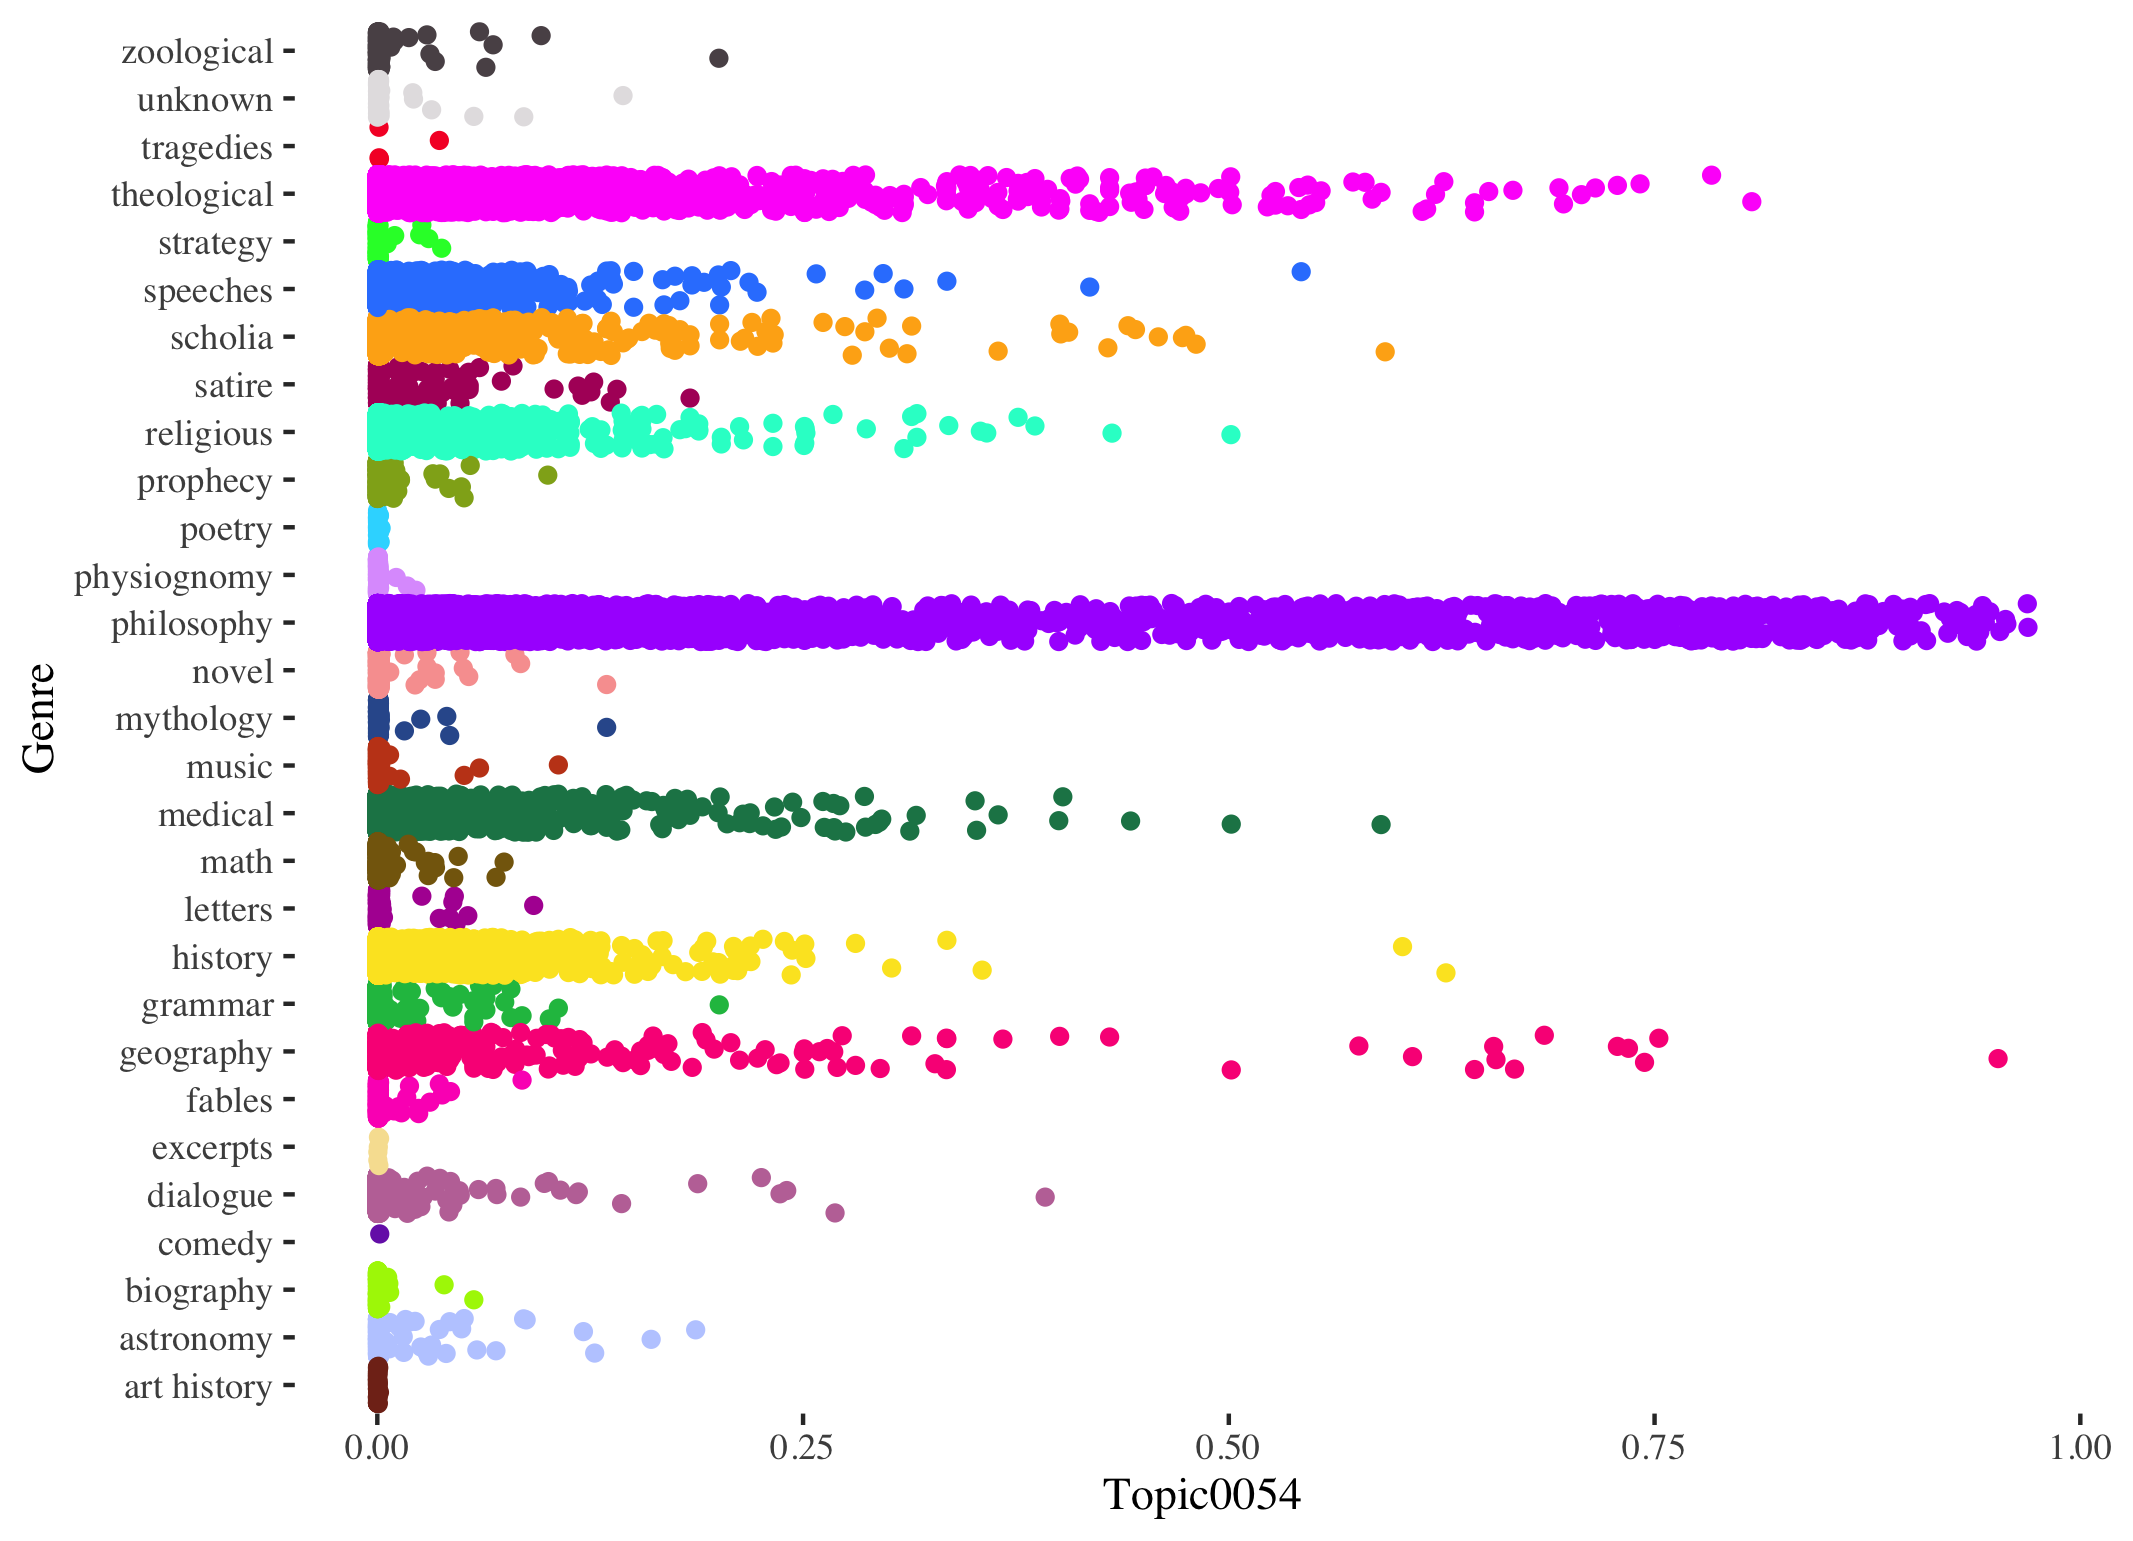 zoological
unknown
tragedies
theological
strategy
speeches
scholia
satire
religious
prophecy
poetry
physiognomy
philosophy
novel
mythology
music
medical
math
letters
history
grammar
geography
fables
excerpts
dialogue
comedy
biography
astronomy
art history
Genre
0.00 0.25 0.50 0.75 1.00
Topic0054